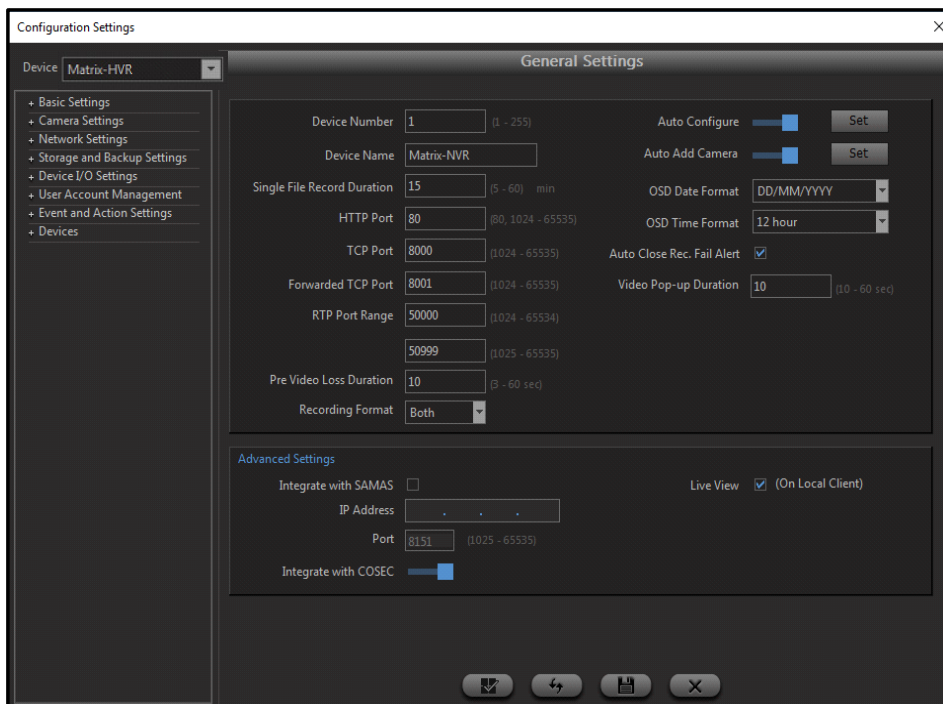 Configuration Settings
Device Matrix-HVR
General Settings
+ Basic Settings
+ Camera Settings
+ Network Settings
+ Storage and Backup Settings
+ Device I/O Settings
+ User Account Management
+ Event and Action Settings
+ Devices
Device Number 1 (1 - 255)
Device Name Matrix-NVR
Single File Record Duration 15 (5 - 60) min
HTTP Port 80 (80, 1024 - 65535)
TCP Port 8000 (1024 - 65535)
Forwarded TCP Port 8001 (1024 - 65535)
RTP Port Range 50000 (1024 - 65534)
50999 (1025 - 65535)
Pre Video Loss Duration 10 (3 - 60 sec)
Recording Format Both
Auto Configure Set
Auto Add Camera Set
OSD Date Format DD/MM/YYYY
OSD Time Format 12 hour
Auto Close Rec. Fail Alert
Video Pop-up Duration 10 (10 - 60 sec)
Advanced Settings
Integrate with SAMAS
IP Address . . .
Port 8151 (1025 - 65535)
Integrate with COSEC
Live View (On Local Client)